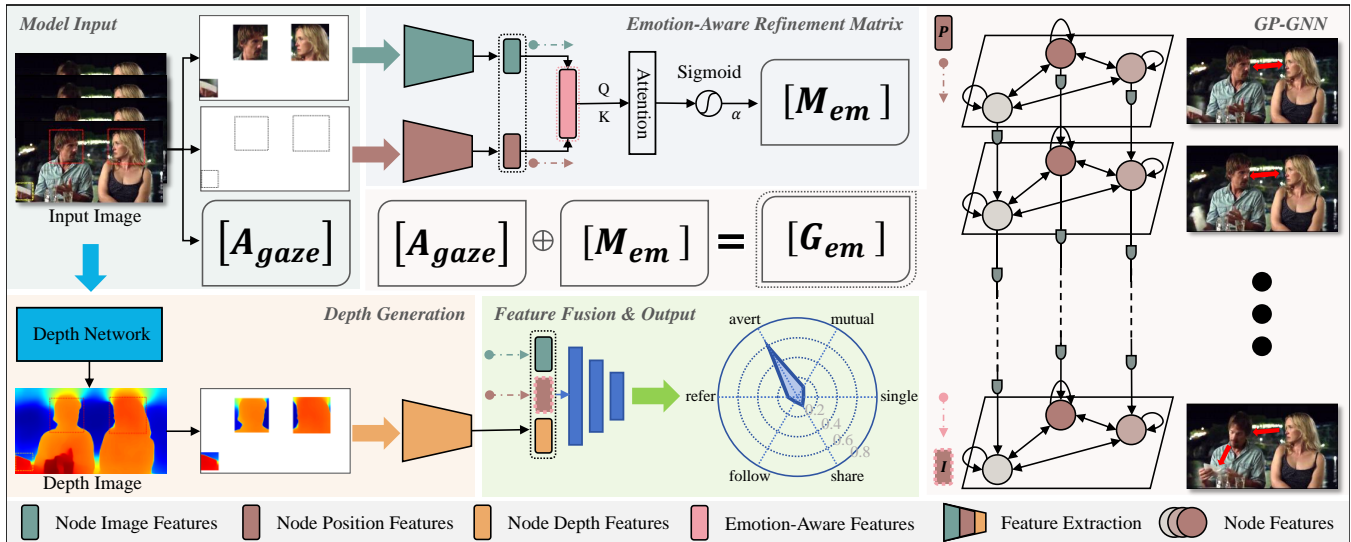 Model Input
Input Image
[A_gaze]
Emotion-Aware Refinement Matrix
Q
K
Attention
Sigmoid
α
[M_em]
[A_gaze] ⊕ [M_em] = [G_em]
Depth Generation
Depth Network
Depth Image
Feature Fusion & Output
avert
mutual
refer
single
follow
share
0.2
0.4
0.6
0.8
GP-GNN
P
I
Node Image Features
Node Position Features
Node Depth Features
Emotion-Aware Features
Feature Extraction
Node Features